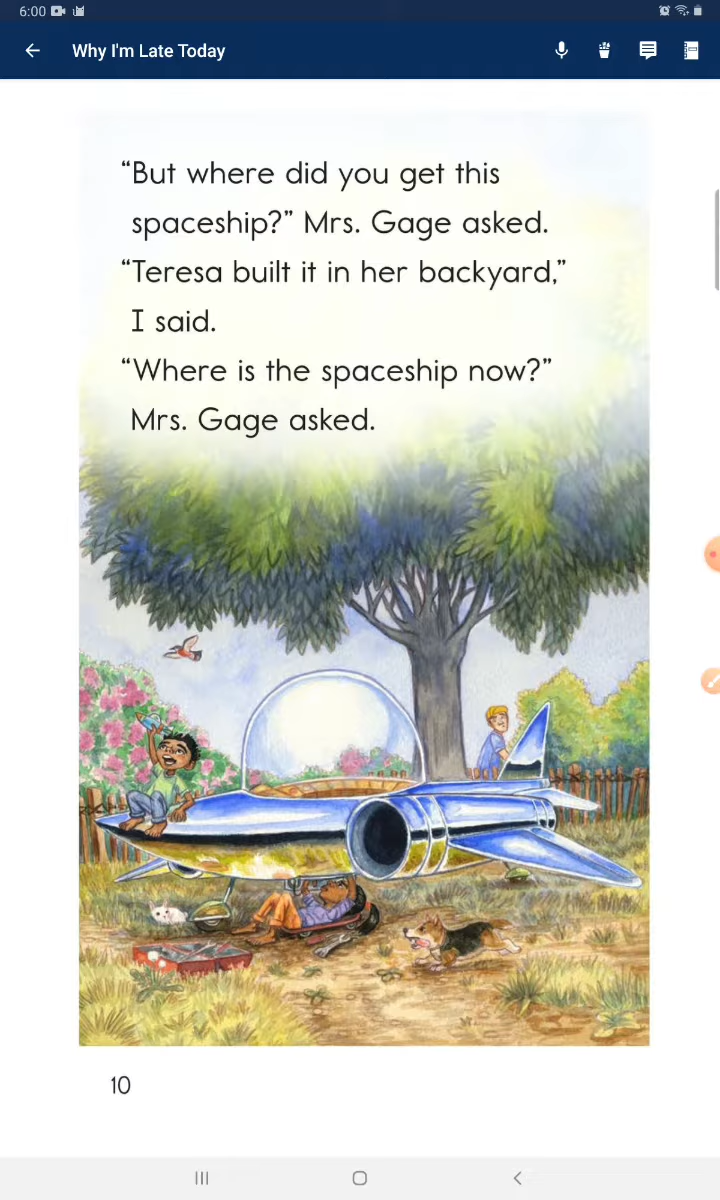 6:00
Why I'm Late Today
“But where did you get this
spaceship?” Mrs. Gage asked.
“Teresa built it in her backyard,”
I said.
“Where is the spaceship now?”
Mrs. Gage asked.
10